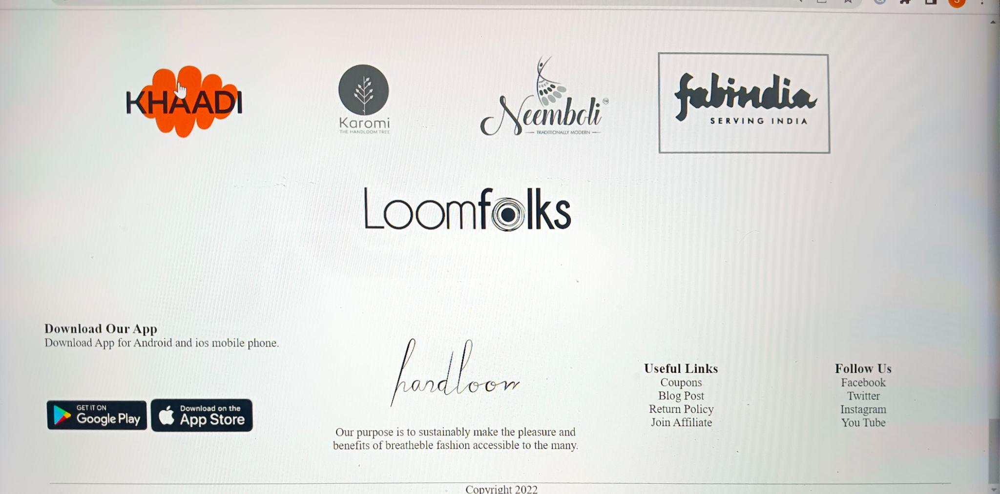 KHAADI
Karomi
THE HANDLOOM TREE
Neemboli
TM
TRADITIONALLY MODERN
fabindia
SERVING INDIA
Loomfolks
Download Our App
Download App for Android and ios mobile phone.
GET IT ON
Google Play
Download on the
App Store
handloom
Our purpose is to sustainably make the pleasure and
benefits of breatheble fashion accessible to the many.
Useful Links
Coupons
Blog Post
Return Policy
Join Affiliate
Follow Us
Facebook
Twitter
Instagram
You Tube
Copyright 2022